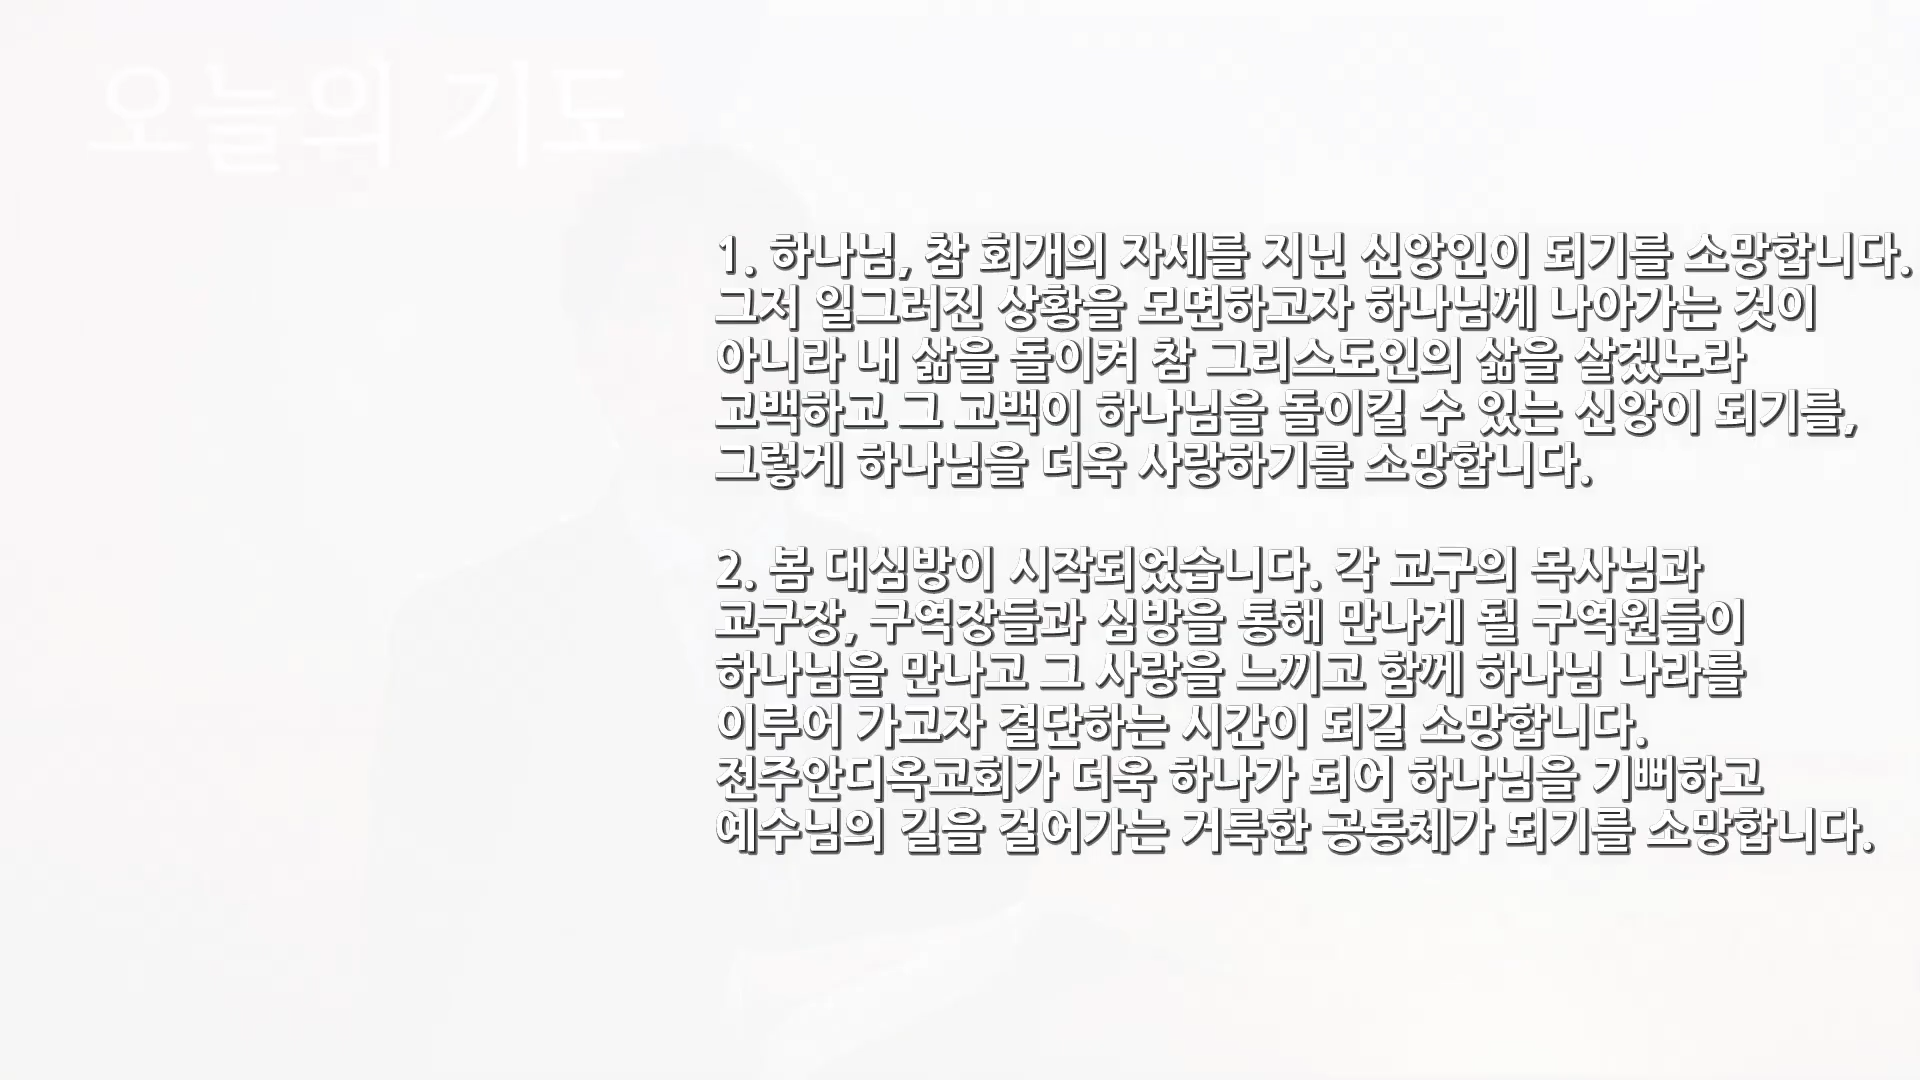 오늘의 기도
1. 하나님, 참 회개의 자세를 지닌 신앙인이 되기를 소망합니다.
그저 일그러진 상황을 모면하고자 하나님께 나아가는 것이
아니라 내 삶을 돌이켜 참 그리스도인의 삶을 살겠노라
고백하고 그 고백이 하나님을 돌이킬 수 있는 신앙이 되기를,
그렇게 하나님을 더욱 사랑하기를 소망합니다.
2. 봄 대심방이 시작되었습니다. 각 교구의 목사님과
교구장, 구역장들과 심방을 통해 만나게 될 구역원들이
하나님을 만나고 그 사랑을 느끼고 함께 하나님 나라를
이루어 가고자 결단하는 시간이 되길 소망합니다.
전주안디옥교회가 더욱 하나가 되어 하나님을 기뻐하고
예수님의 길을 걸어가는 거룩한 공동체가 되기를 소망합니다.